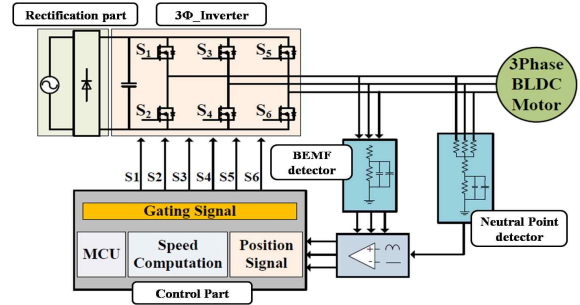 Rectification part
3Φ_Inverter
S1
S3
S5
S2
S4
S6
3Phase
BLDC
Motor
BEMF
detector
S1 S2 S3 S4 S5 S6
Neutral Point
detector
Gating Signal
MCU
Speed
Computation
Position
Signal
Control Part